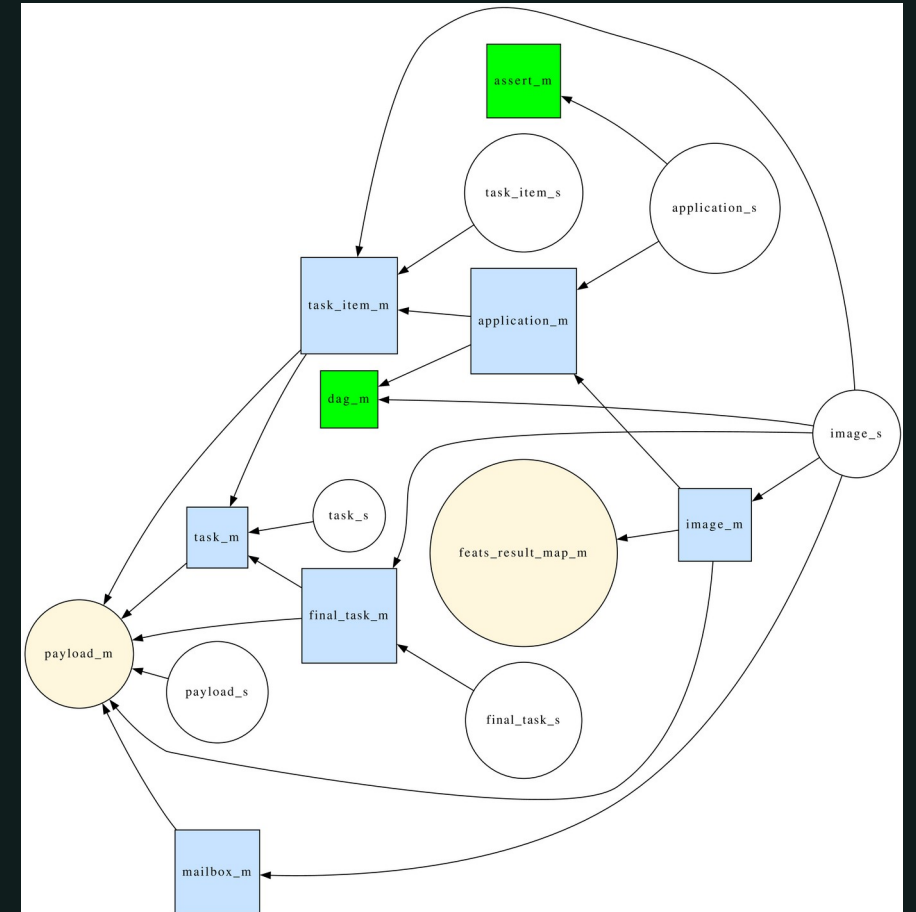 assert_m
task_item_s
application_s
task_item_m
application_m
dag_m
image_s
task_s
image_m
task_m
feats_result_map_m
final_task_m
payload_m
payload_s
final_task_s
mailbox_m